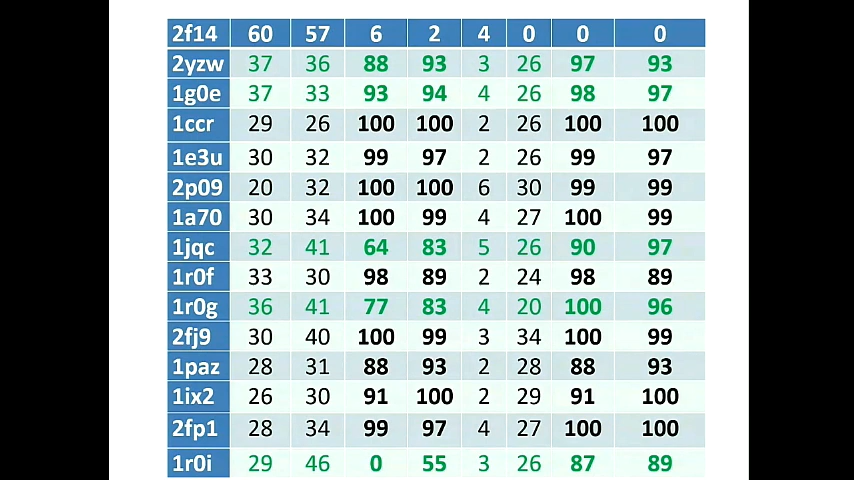 2f14 60 57 6 2 4 0 0 0
2yzw 37 36 88 93 3 26 97 93
1g0e 37 33 93 94 4 26 98 97
1ccr 29 26 100 100 2 26 100 100
1e3u 30 32 99 97 2 26 99 97
2p09 20 32 100 100 6 30 99 99
1a70 30 34 100 99 4 27 100 99
1jqc 32 41 64 83 5 26 90 97
1r0f 33 30 98 89 2 24 98 89
1r0g 36 41 77 83 4 20 100 96
2fj9 30 40 100 99 3 34 100 99
1paz 28 31 88 93 2 28 88 93
1ix2 26 30 91 100 2 29 91 100
2fp1 28 34 99 97 4 27 100 100
1r0i 29 46 0 55 3 26 87 89